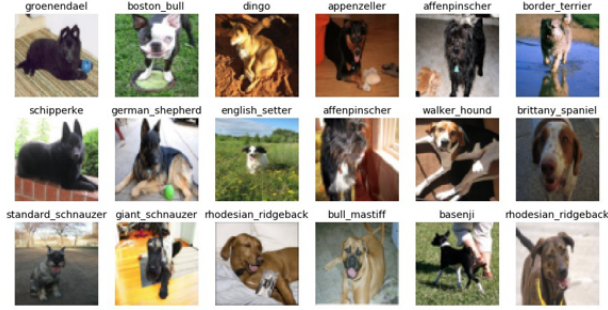 groenendael boston_bull dingo appenzeller affenpinscher border_terrier
schipperke german_shepherd english_setter affenpinscher walker_hound brittany_spaniel
standard_schnauzer giant_schnauzer rhodesian_ridgeback bull_mastiff basenji rhodesian_ridgeback